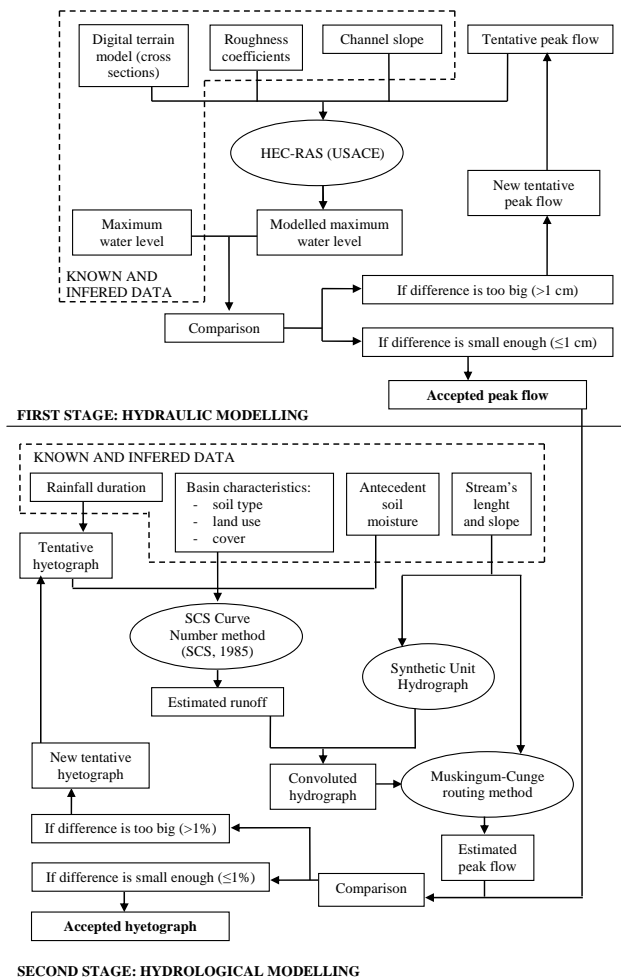 Digital terrain
model (cross
sections)
Roughness
coefficients
Channel slope
Tentative peak flow
HEC-RAS (USACE)
New tentative
peak flow
Maximum
water level
Modelled maximum
water level
KNOWN AND
INFERED DATA
If difference is too big (>1 cm)
Comparison
If difference is small enough (≤1 cm)
Accepted peak flow
FIRST STAGE: HYDRAULIC MODELLING
KNOWN AND INFERED DATA
Rainfall duration
Basin characteristics:
- soil type
- land use
- cover
Antecedent
soil
moisture
Stream's
lenght and
slope
Tentative
hyetograph
SCS Curve
Number method
(SCS, 1985)
Synthetic Unit
Hydrograph
Estimated runoff
New tentative
hyetograph
Convoluted
hydrograph
Muskingum-Cunge
routing method
If difference is too big (>1%)
Estimated
peak flow
If difference is small enough (≤1%)
Comparison
Accepted hyetograph
SECOND STAGE: HYDROLOGICAL MODELLING